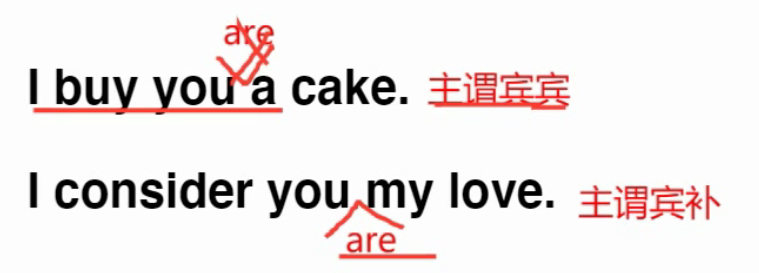 are
I buy you a cake. 主谓宾宾
I consider you my love. 主谓宾补
are